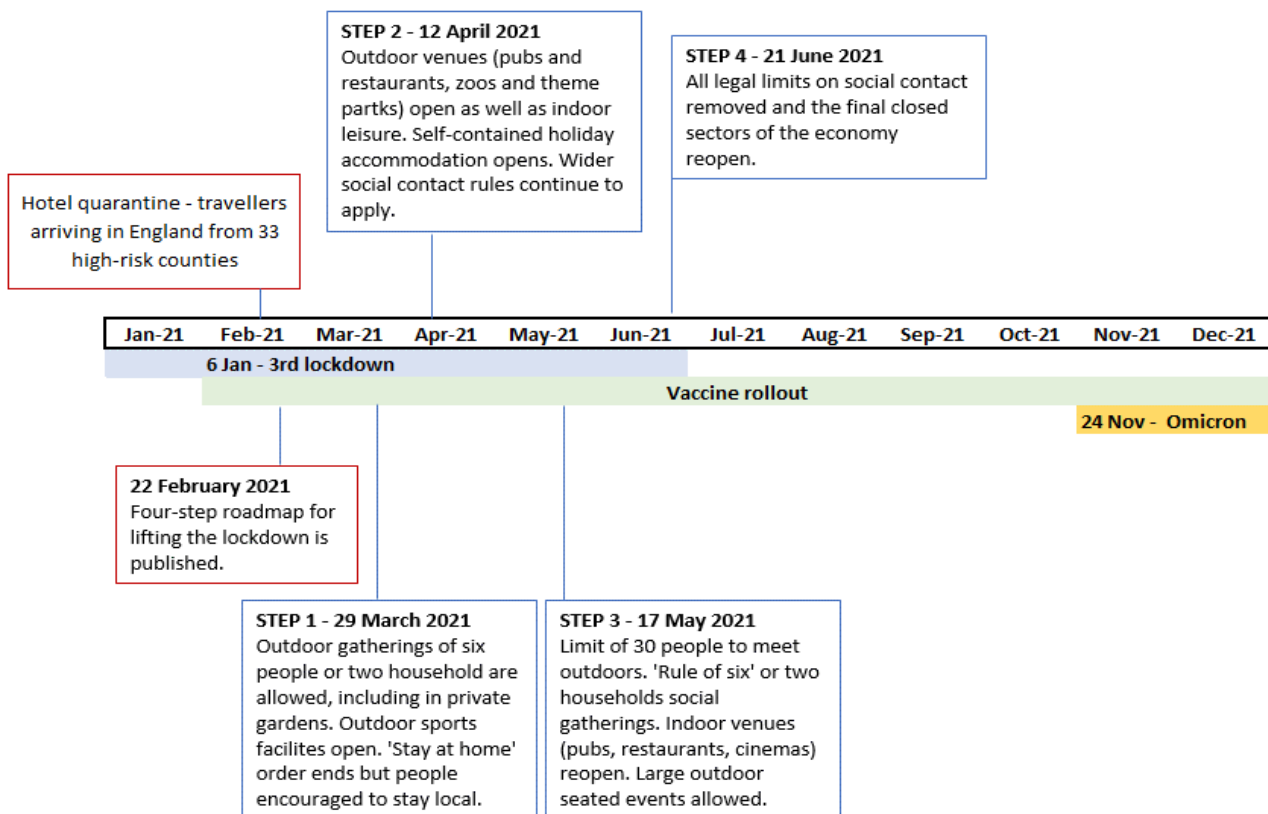 STEP 2 - 12 April 2021
Outdoor venues (pubs and
restaurants, zoos and theme
partks) open as well as indoor
leisure. Self-contained holiday
accommodation opens. Wider
social contact rules continue to
apply.
STEP 4 - 21 June 2021
All legal limits on social contact
removed and the final closed
sectors of the economy
reopen.
Hotel quarantine - travellers
arriving in England from 33
high-risk counties
Jan-21 Feb-21 Mar-21 Apr-21 May-21 Jun-21 Jul-21 Aug-21 Sep-21 Oct-21 Nov-21 Dec-21
6 Jan - 3rd lockdown
Vaccine rollout
24 Nov - Omicron
22 February 2021
Four-step roadmap for
lifting the lockdown is
published.
STEP 1 - 29 March 2021
Outdoor gatherings of six
people or two household are
allowed, including in private
gardens. Outdoor sports
facilites open. 'Stay at home'
order ends but people
encouraged to stay local.
STEP 3 - 17 May 2021
Limit of 30 people to meet
outdoors. 'Rule of six' or two
households social
gatherings. Indoor venues
(pubs, restaurants, cinemas)
reopen. Large outdoor
seated events allowed.